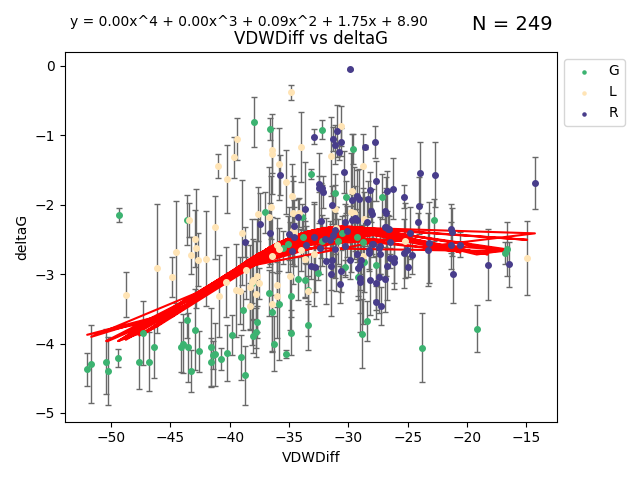 y = 0.00x^4 + 0.00x^3 + 0.09x^2 + 1.75x + 8.90
N = 249
VDWDiff vs deltaG
G
L
R
deltaG
0
−1
−2
−3
−4
−5
−50 −45 −40 −35 −30 −25 −20 −15
VDWDiff